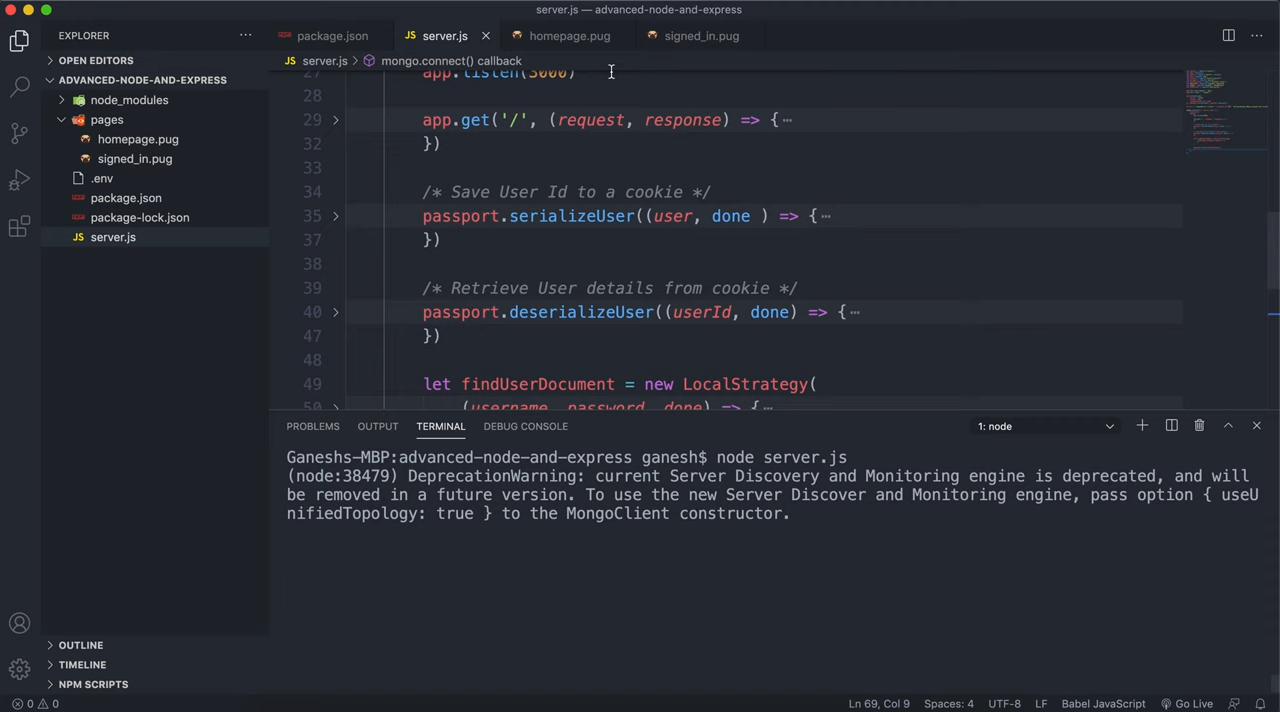 server.js — advanced-node-and-express
EXPLORER
package.json
JS server.js
homepage.pug
signed_in.pug
OPEN EDITORS
JS server.js > mongo.connect() callback
ADVANCED-NODE-AND-EXPRESS
node_modules
pages
homepage.pug
signed_in.pug
.env
package.json
package-lock.json
JS server.js
27 app.listen(3000)
28
29 app.get('/', (request, response) => {…
32 })
33
34 /* Save User Id to a cookie */
35 passport.serializeUser((user, done ) => {…
37 })
38
39 /* Retrieve User details from cookie */
40 passport.deserializeUser((userId, done) => {…
47 })
48
49 let findUserDocument = new LocalStrategy(
50 (username, password, done) => {…
PROBLEMS OUTPUT TERMINAL DEBUG CONSOLE 1: node
Ganeshs-MBP:advanced-node-and-express ganesh$ node server.js
(node:38479) DeprecationWarning: current Server Discovery and Monitoring engine is deprecated, and will
be removed in a future version. To use the new Server Discover and Monitoring engine, pass option { useU
nifiedTopology: true } to the MongoClient constructor.
OUTLINE
TIMELINE
NPM SCRIPTS
0 0
Ln 69, Col 9 Spaces: 4 UTF-8 LF Babel JavaScript Go Live